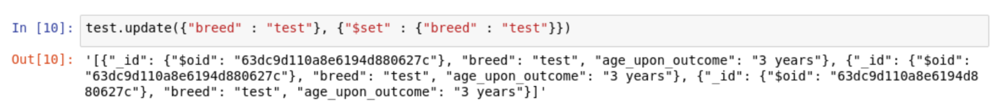 In [10]: test.update({"breed" : "test"}, {"$set" : {"breed" : "test"}})
Out[10]: '[{"_id": {"$oid": "63dc9d110a8e6194d880627c"}, "breed": "test", "age_upon_outcome": "3 years"}, {"_id": {"$oid":
"63dc9d110a8e6194d880627c"}, "breed": "test", "age_upon_outcome": "3 years"}, {"_id": {"$oid": "63dc9d110a8e6194d8
80627c"}, "breed": "test", "age_upon_outcome": "3 years"}]'